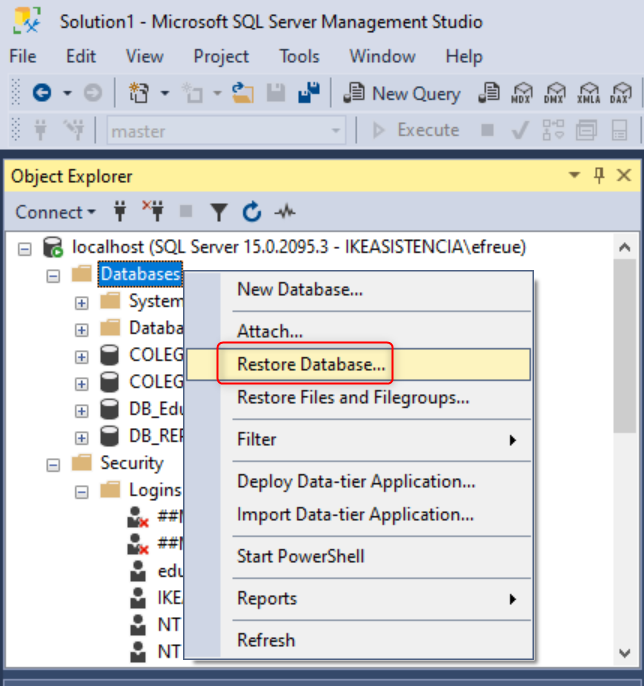 Solution1 - Microsoft SQL Server Management Studio
File Edit View Project Tools Window Help
New Query MDX DMX XMLA DAX
master Execute
Object Explorer
Connect
localhost (SQL Server 15.0.2095.3 - IKEASISTENCIA\efreue)
Databases
System
Databa
COLEG
COLEG
DB_Edu
DB_REP
Security
Logins
##M
##M
edu
IKEA
NT
NT
New Database...
Attach...
Restore Database...
Restore Files and Filegroups...
Filter
Deploy Data-tier Application...
Import Data-tier Application...
Start PowerShell
Reports
Refresh